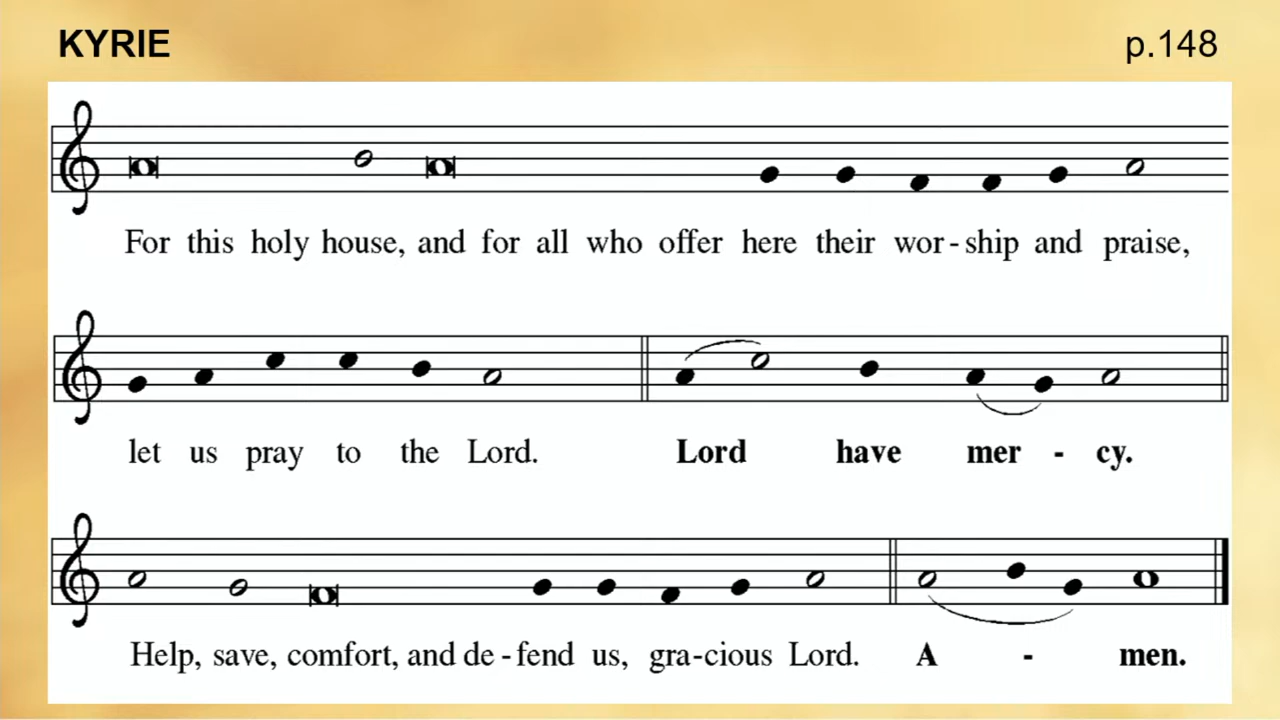 KYRIE p.148
For this holy house, and for all who offer here their wor - ship and praise,
let us pray to the Lord. Lord have mer - cy.
Help, save, comfort, and de - fend us, gra - cious Lord. A - men.